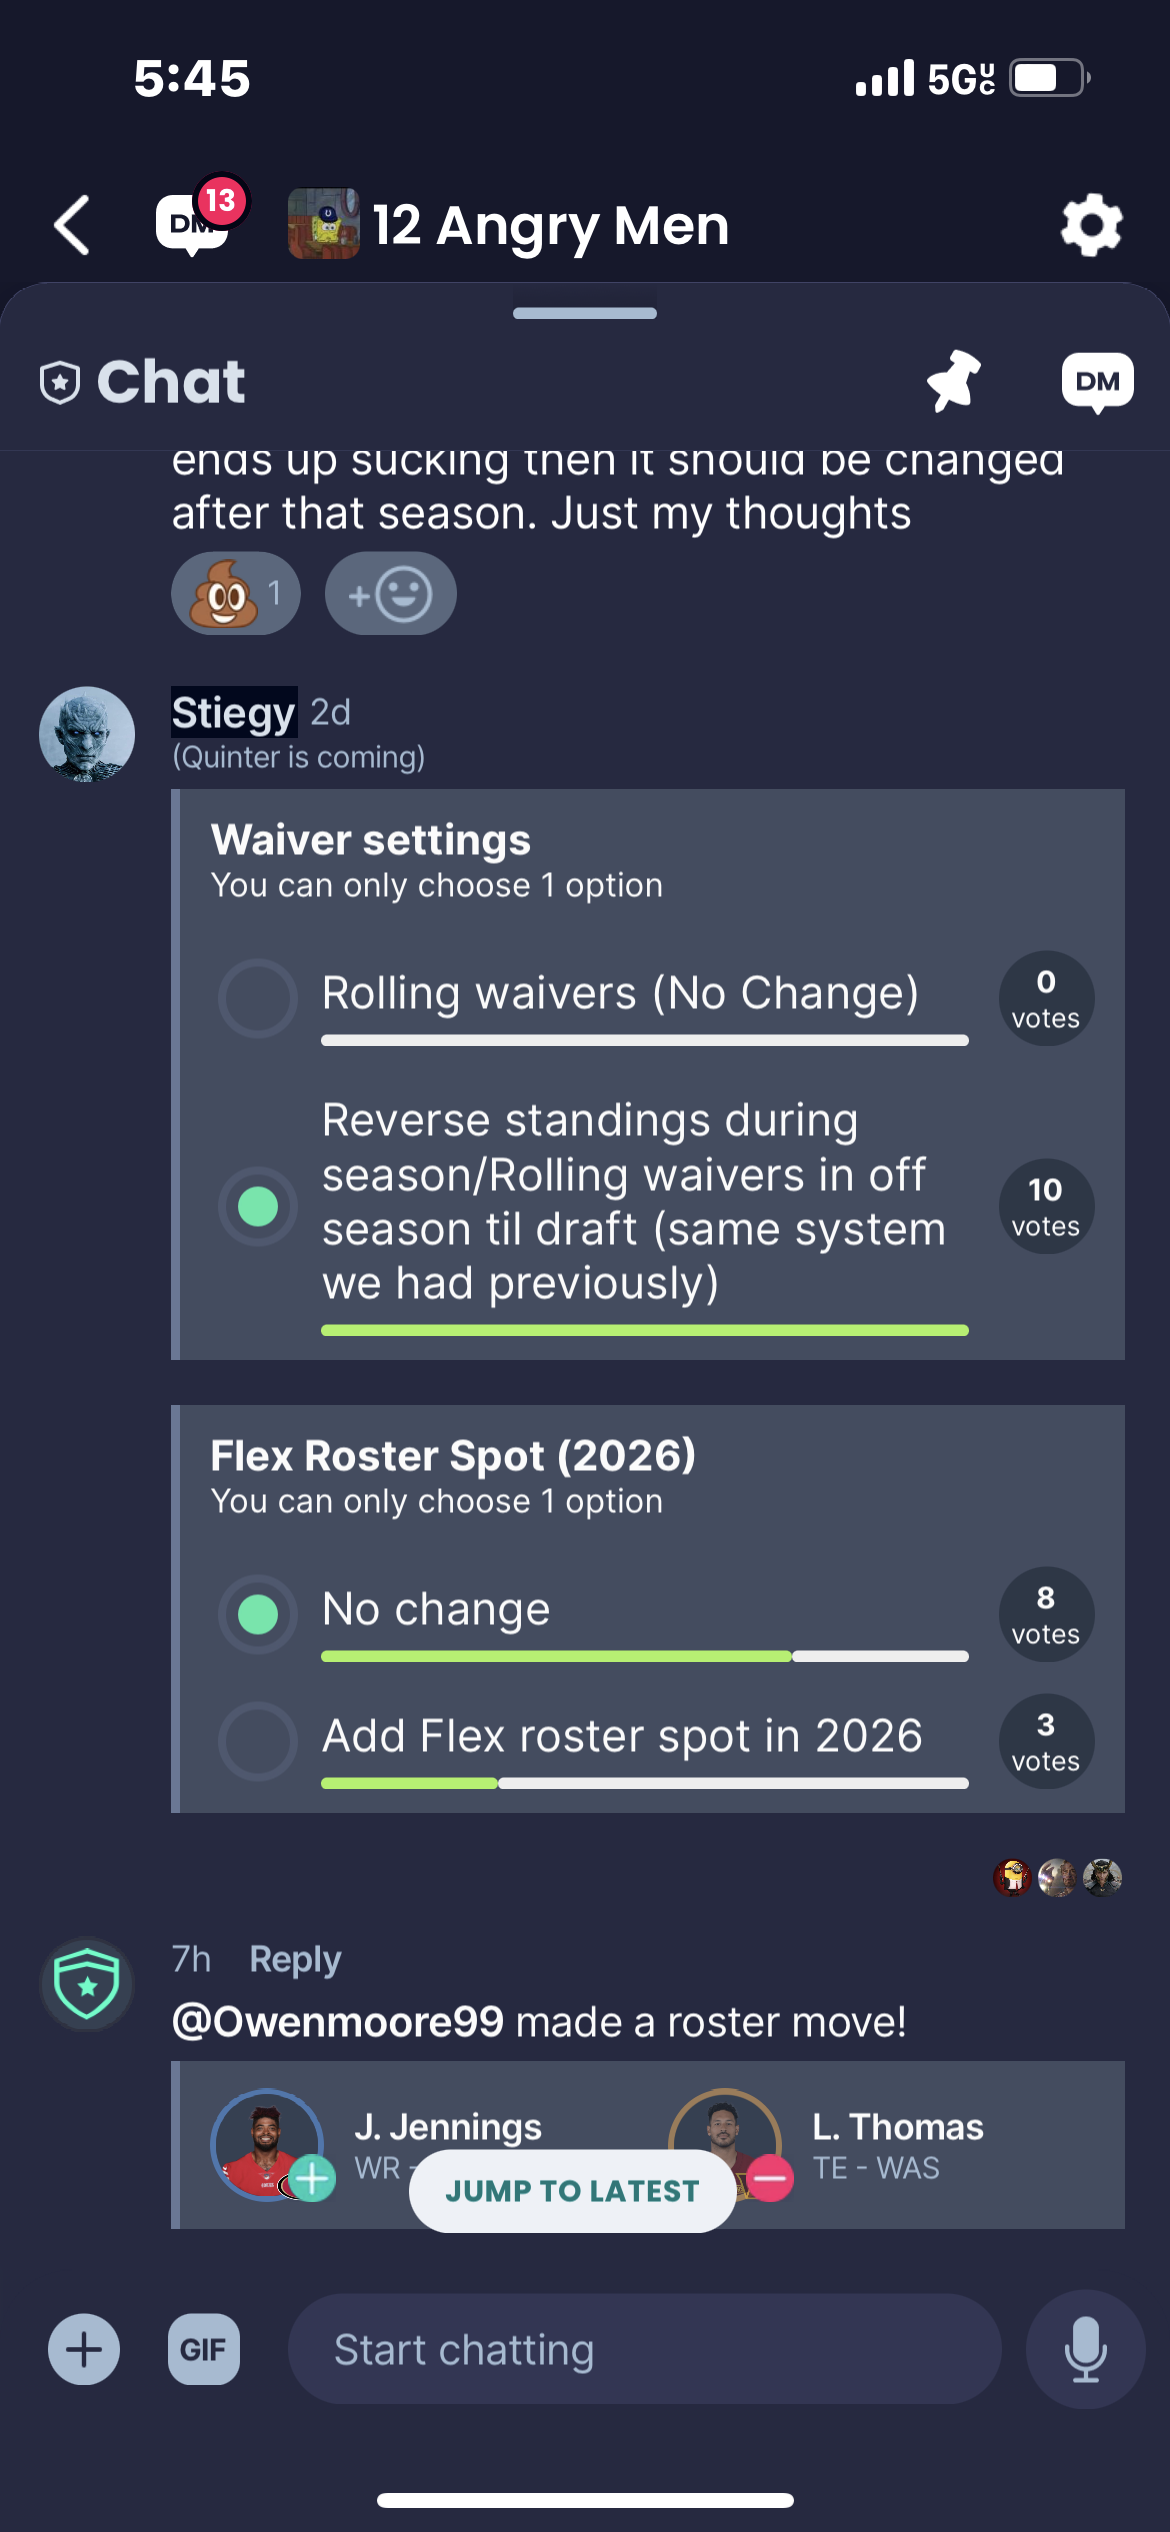 5:45
5G UC
DM
13
12 Angry Men
Chat
DM
ends up sucking then it should be changed
after that season. Just my thoughts
1
Stiegy 2d
(Quinter is coming)
Waiver settings
You can only choose 1 option
Rolling waivers (No Change)
0
votes
Reverse standings during
season/Rolling waivers in off
season til draft (same system
we had previously)
10
votes
Flex Roster Spot (2026)
You can only choose 1 option
No change
8
votes
Add Flex roster spot in 2026
3
votes
7h Reply
@Owenmoore99 made a roster move!
J. Jennings
WR -
L. Thomas
TE - WAS
JUMP TO LATEST
GIF
Start chatting